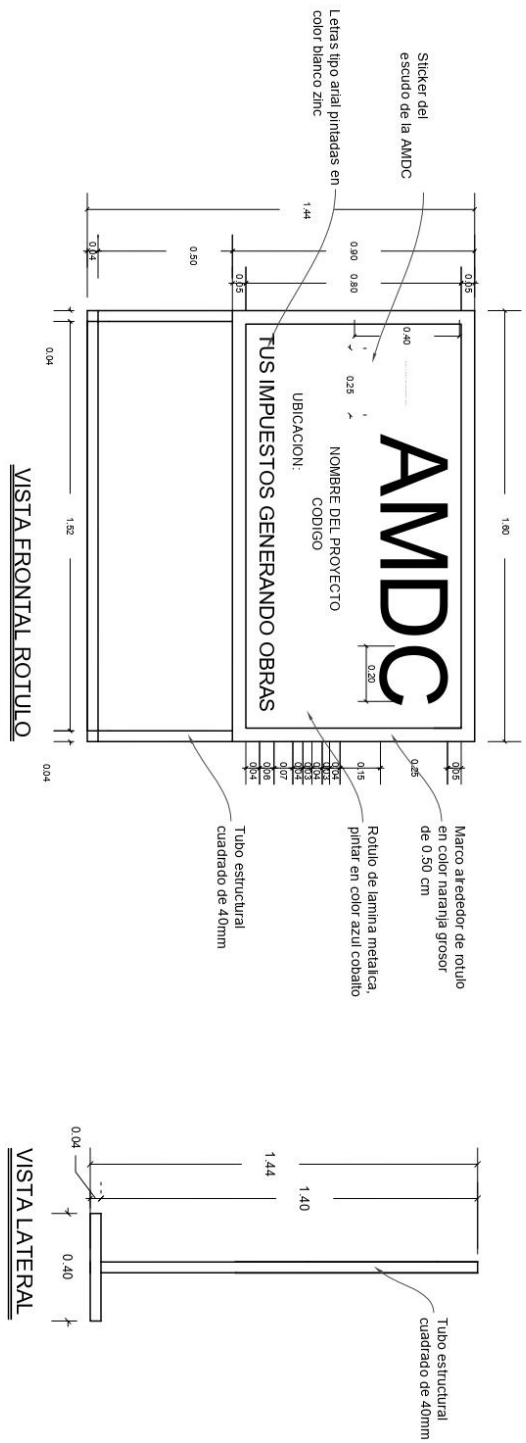 Sticker del
escudo de la AMDC
Letras tipo arial pintadas en
color blanco zinc
1.60
1.44
0.90
0.50
0.04
0.05
0.80
0.05
0.40
0.25
AMDC
0.20
NOMBRE DEL PROYECTO
CODIGO
UBICACION:
TUS IMPUESTOS GENERANDO OBRAS
0.05
0.25
0.15
0.04
0.03
0.04
0.03
0.04
0.07
0.06
0.04
Marco alrededor de rotulo
en color naranja grosor
de 0.50 cm
Rotulo de lamina metalica,
pintar en color azul cobalto
Tubo estructural
cuadrado de 40mm
0.04
1.52
0.04
VISTA FRONTAL ROTULO
1.44
1.40
0.04
0.40
Tubo estructural
cuadrado de 40mm
VISTA LATERAL